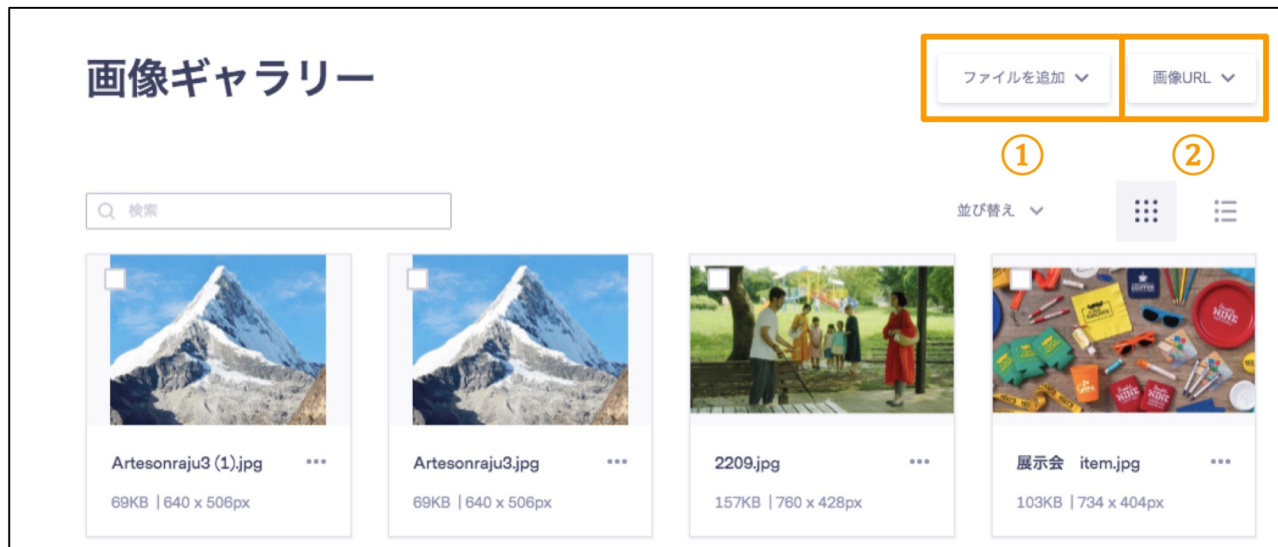 画像ギャラリー
ファイルを追加
画像URL
①
②
検索
並び替え
Artesonraju3 (1).jpg
69KB | 640 x 506px
Artesonraju3.jpg
69KB | 640 x 506px
2209.jpg
157KB | 760 x 428px
展示会　item.jpg
103KB | 734 x 404px